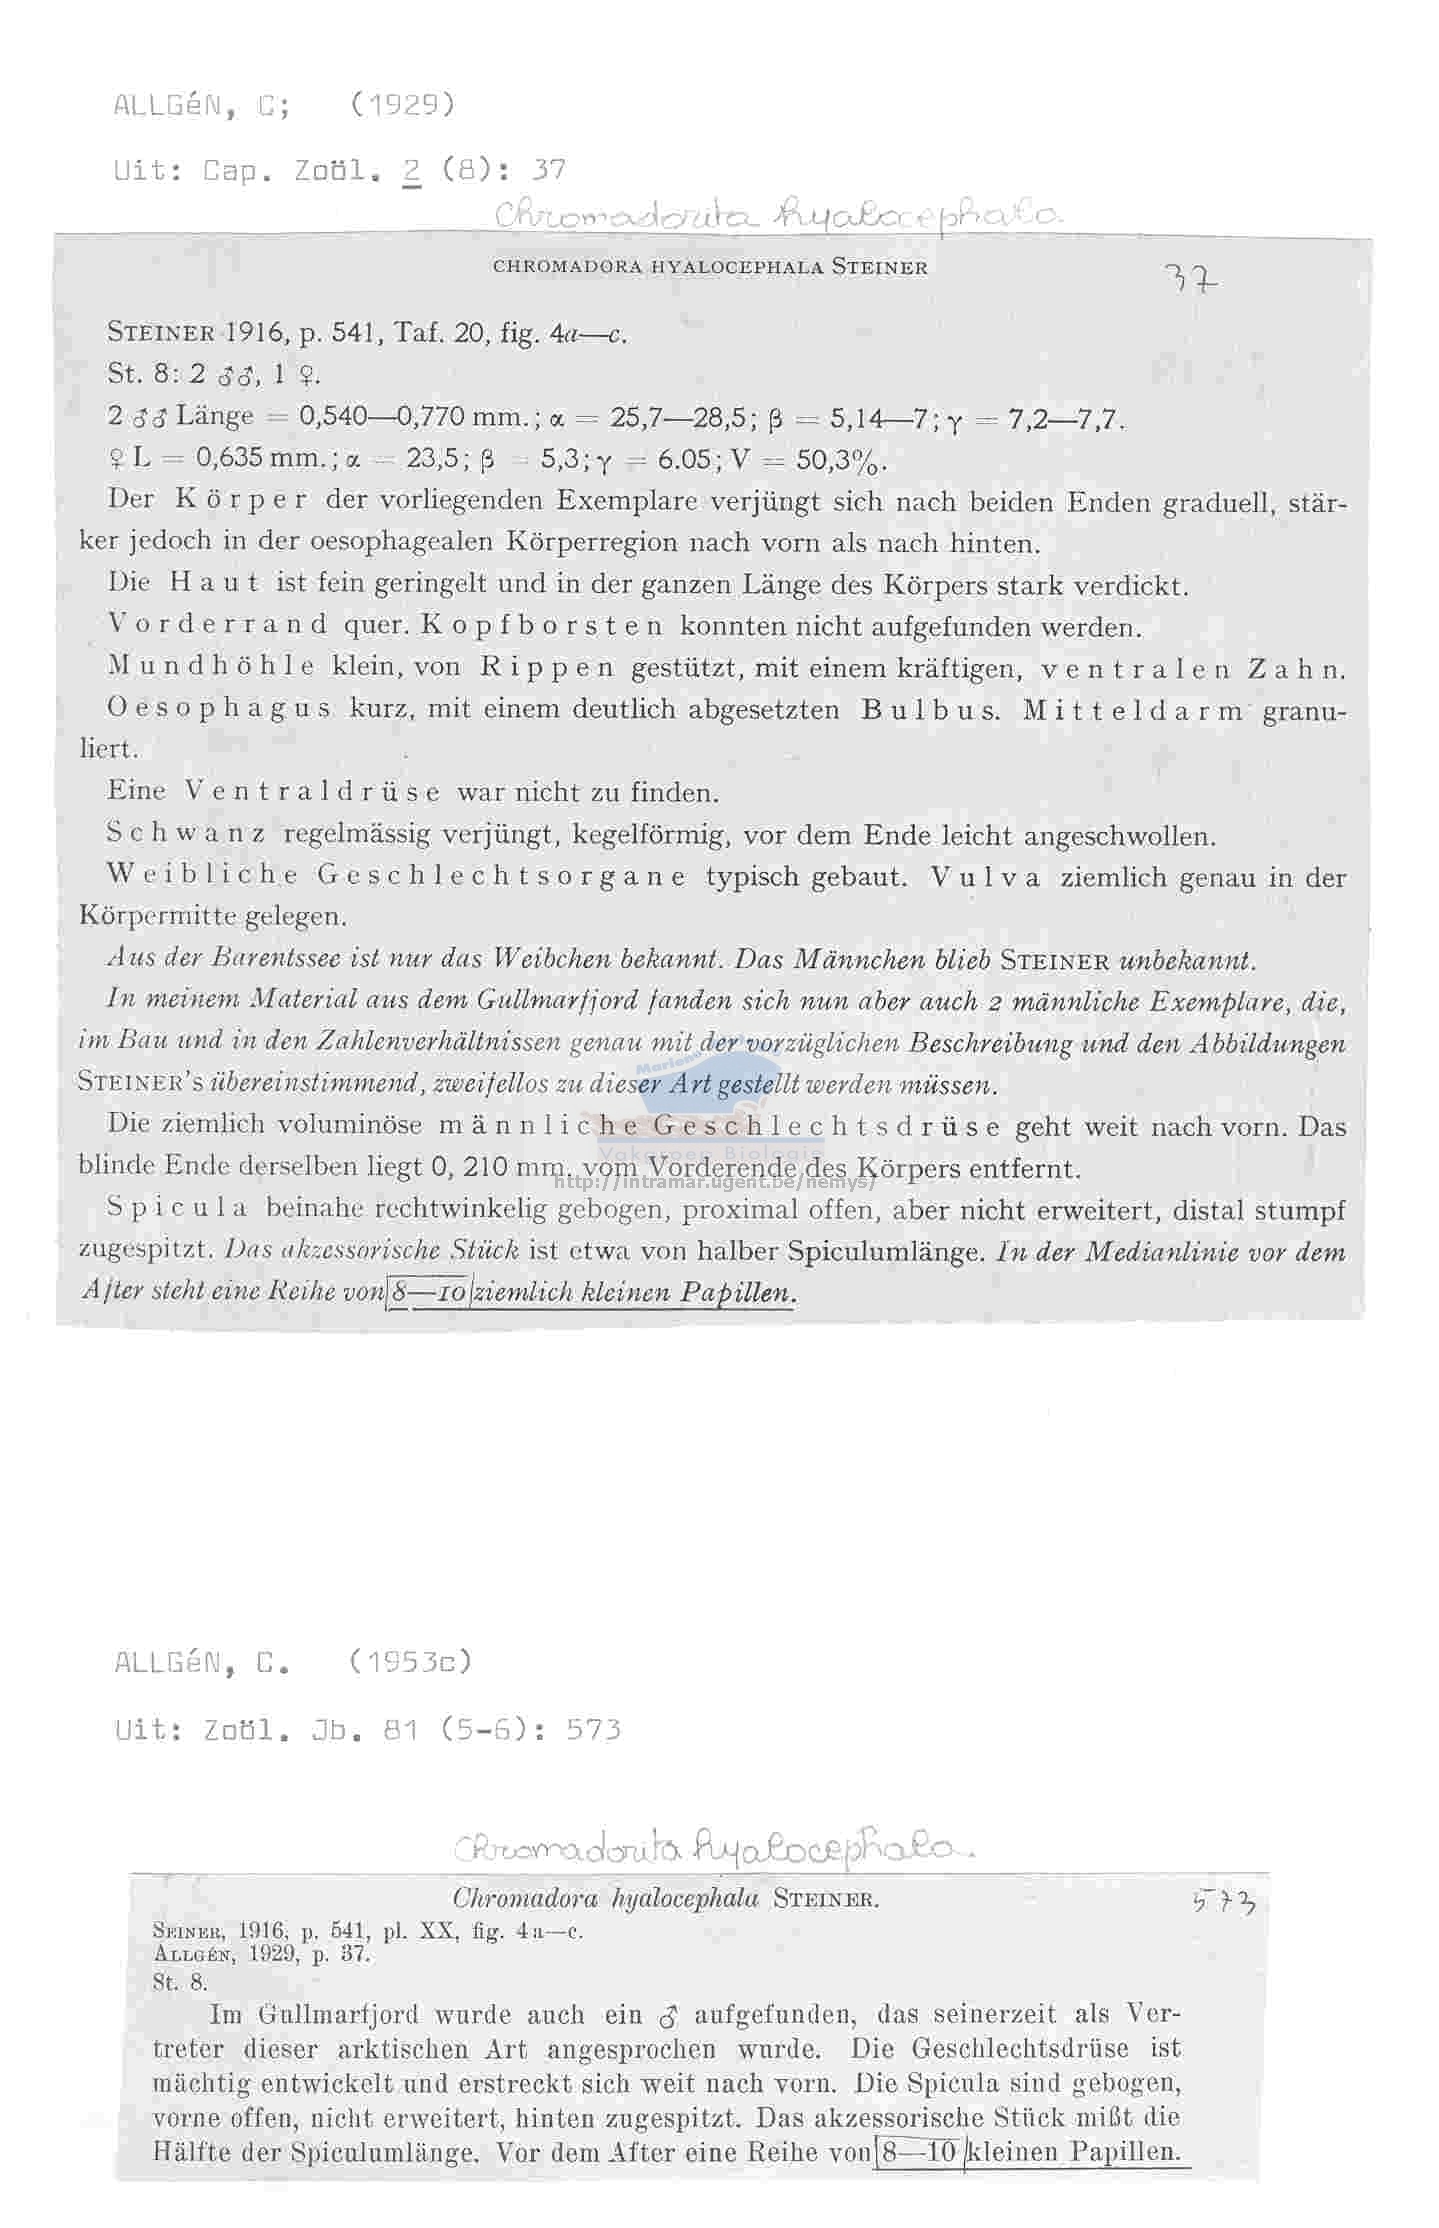 ALLGéN, C; (1929)
Uit: Cap. Zoöl. 2 (8): 37
Chromadorita hyalocephala
CHROMADORA HYALOCEPHALA STEINER 37
STEINER 1916, p. 541, Taf. 20, fig. 4a—c.
St. 8: 2 ♂♂, 1 ♀.
2 ♂♂ Länge = 0,540—0,770 mm.; α = 25,7—28,5; β = 5,14—7; γ = 7,2—7,7.
♀ L = 0,635 mm.; α = 23,5; β = 5,3; γ = 6.05; V = 50,3%.
Der Körper der vorliegenden Exemplare verjüngt sich nach beiden Enden graduell, stär-
ker jedoch in der oesophagealen Körperregion nach vorn als nach hinten.
Die Haut ist fein geringelt und in der ganzen Länge des Körpers stark verdickt.
Vorderrand quer. Kopfborsten konnten nicht aufgefunden werden.
Mundhöhle klein, von Rippen gestützt, mit einem kräftigen, ventralen Zahn.
Oesophagus kurz, mit einem deutlich abgesetzten Bulbus. Mitteldarm granu-
liert.
Eine Ventraldrüse war nicht zu finden.
Schwanz regelmässig verjüngt, kegelförmig, vor dem Ende leicht angeschwollen.
Weibliche Geschlechtsorgane typisch gebaut. Vulva ziemlich genau in der
Körpermitte gelegen.
Aus der Barentssee ist nur das Weibchen bekannt. Das Männchen blieb STEINER unbekannt.
In meinem Material aus dem Gullmarfjord fanden sich nun aber auch 2 männliche Exemplare, die,
im Bau und in den Zahlenverhältnissen genau mit der vorzüglichen Beschreibung und den Abbildungen
STEINER'S übereinstimmend, zweifellos zu dieser Art gestellt werden müssen.
Die ziemlich voluminöse männliche Geschlechtsdrüse geht weit nach vorn. Das
blinde Ende derselben liegt 0, 210 mm. vom Vorderende des Körpers entfernt.
Vakgroep Biologie
http://intramar.ugent.be/nemys/
Spicula beinahe rechtwinkelig gebogen, proximal offen, aber nicht erweitert, distal stumpf
zugespitzt. Das akzessorische Stück ist etwa von halber Spiculumlänge. In der Medianlinie vor dem
After steht eine Reihe von 8—10 ziemlich kleinen Papillen.
ALLGéN, C. (1953c)
Uit: Zoöl. Jb. 81 (5-6): 573
Chromadorita hyalocephala.
Chromadora hyalocephala STEINER. 573
SEINER, 1916, p. 541, pl. XX, fig. 4a—c.
ALLGÉN, 1929, p. 37.
St. 8.
Im Gullmarfjord wurde auch ein ♂ aufgefunden, das seinerzeit als Ver-
treter dieser arktischen Art angesprochen wurde. Die Geschlechtsdrüse ist
mächtig entwickelt und erstreckt sich weit nach vorn. Die Spicula sind gebogen,
vorne offen, nicht erweitert, hinten zugespitzt. Das akzessorische Stück mißt die
Hälfte der Spiculumlänge. Vor dem After eine Reihe von 8—10 kleinen Papillen.